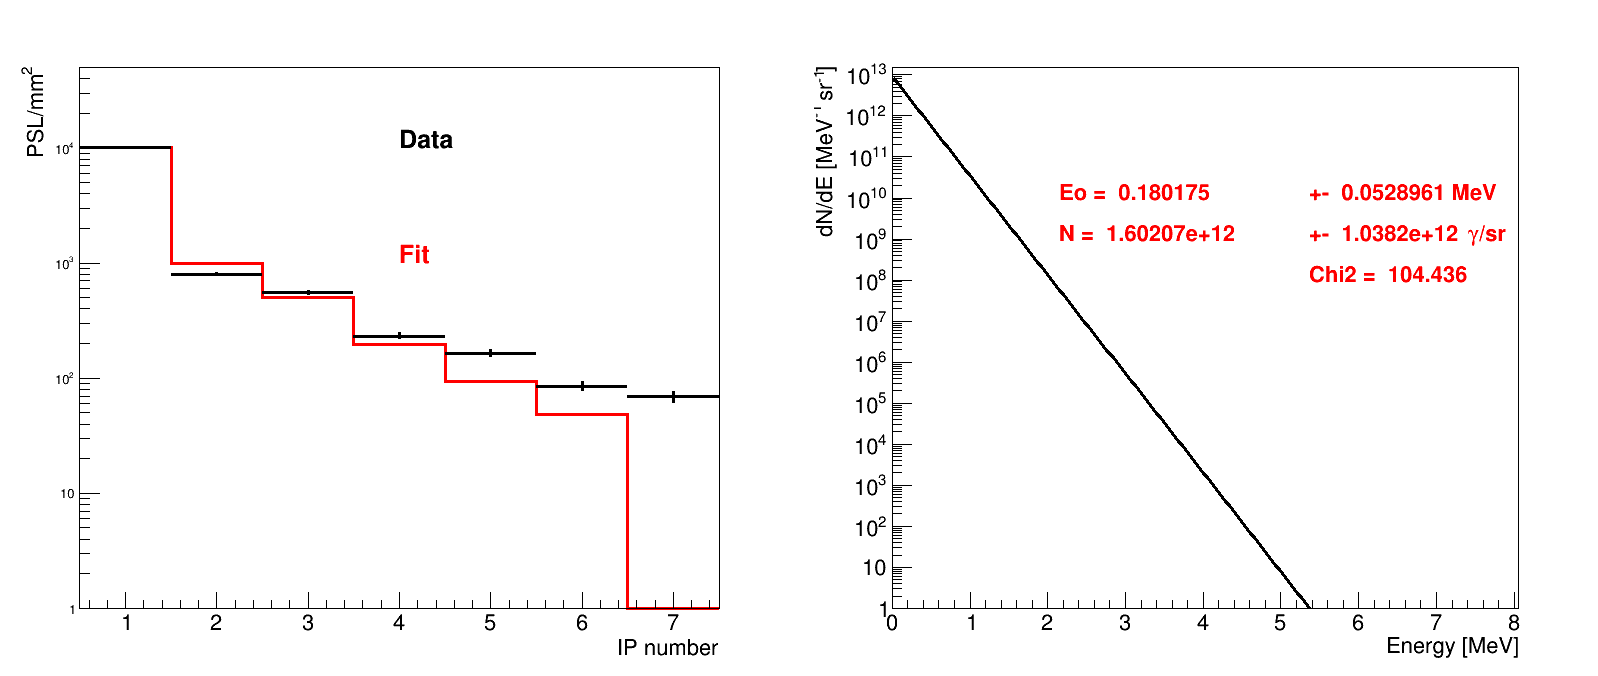 PSL/mm²
Data
Fit
10⁴
10³
10²
10
1
1 2 3 4 5 6 7
IP number
dN/dE [MeV⁻¹ sr⁻¹]
10¹³
10¹²
10¹¹
10¹⁰
10⁹
10⁸
10⁷
10⁶
10⁵
10⁴
10³
10²
10
1
Eo = 0.180175 +- 0.0528961 MeV
N = 1.60207e+12 +- 1.0382e+12 γ/sr
Chi2 = 104.436
0 1 2 3 4 5 6 7 8
Energy [MeV]